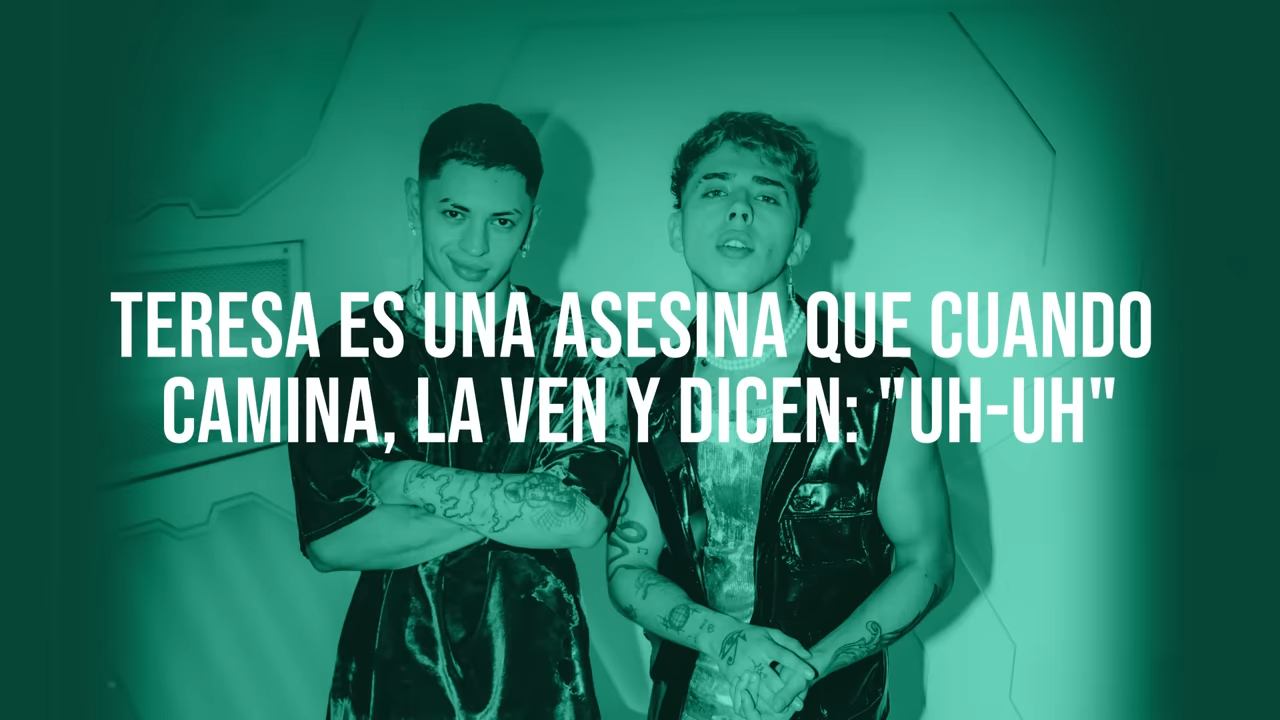 TERESA ES UNA ASESINA QUE CUANDO
CAMINA, LA VEN Y DICEN: "UH-UH"